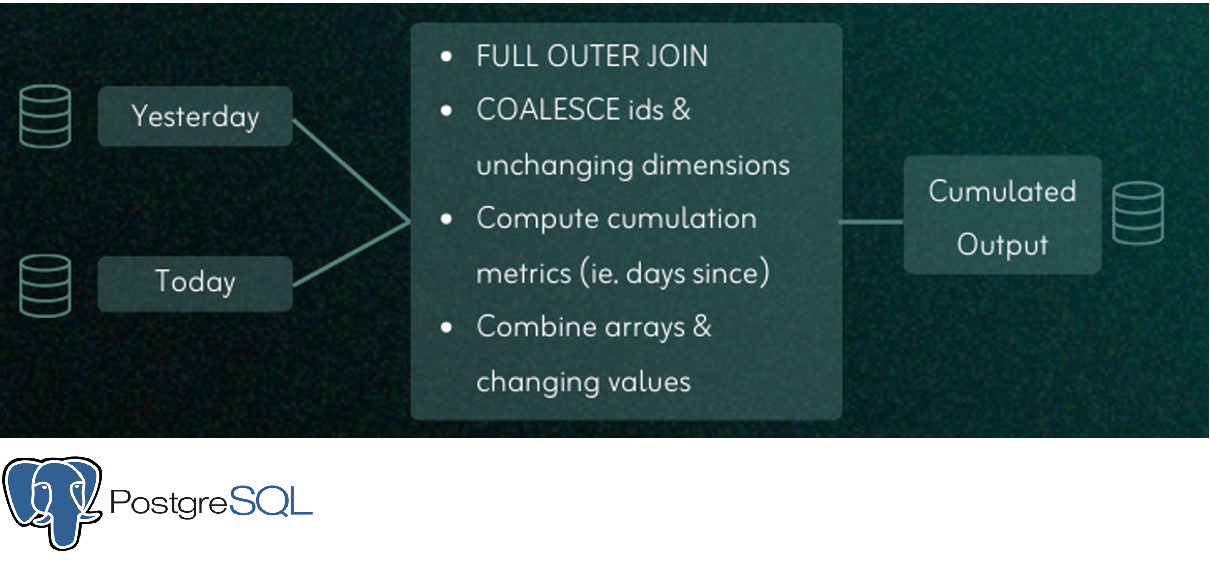 Yesterday
Today
• FULL OUTER JOIN
• COALESCE ids &
unchanging dimensions
• Compute cumulation
metrics (ie. days since)
• Combine arrays &
changing values
Cumulated
Output
PostgreSQL